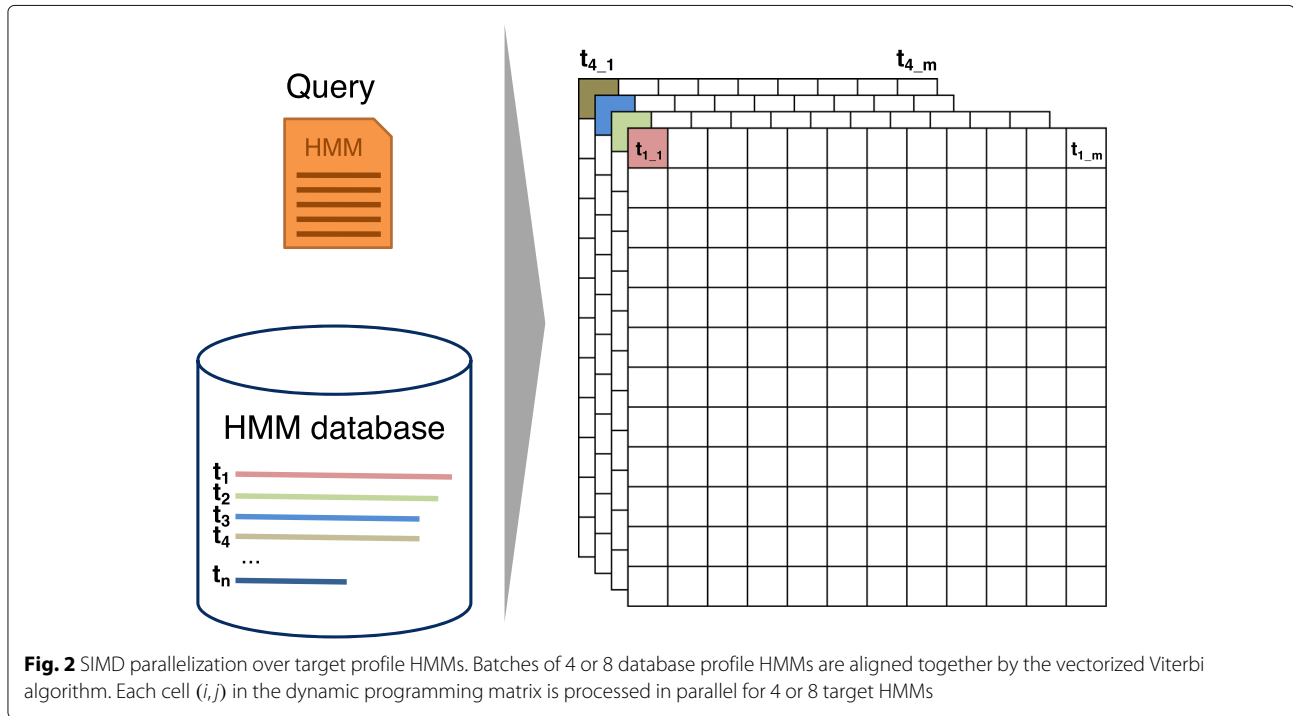 Query
HMM
HMM database
t1
t2
t3
t4
...
tn
t4_1
t4_m
t1_1
t1_m
Fig. 2 SIMD parallelization over target profile HMMs. Batches of 4 or 8 database profile HMMs are aligned together by the vectorized Viterbi
algorithm. Each cell (i, j) in the dynamic programming matrix is processed in parallel for 4 or 8 target HMMs